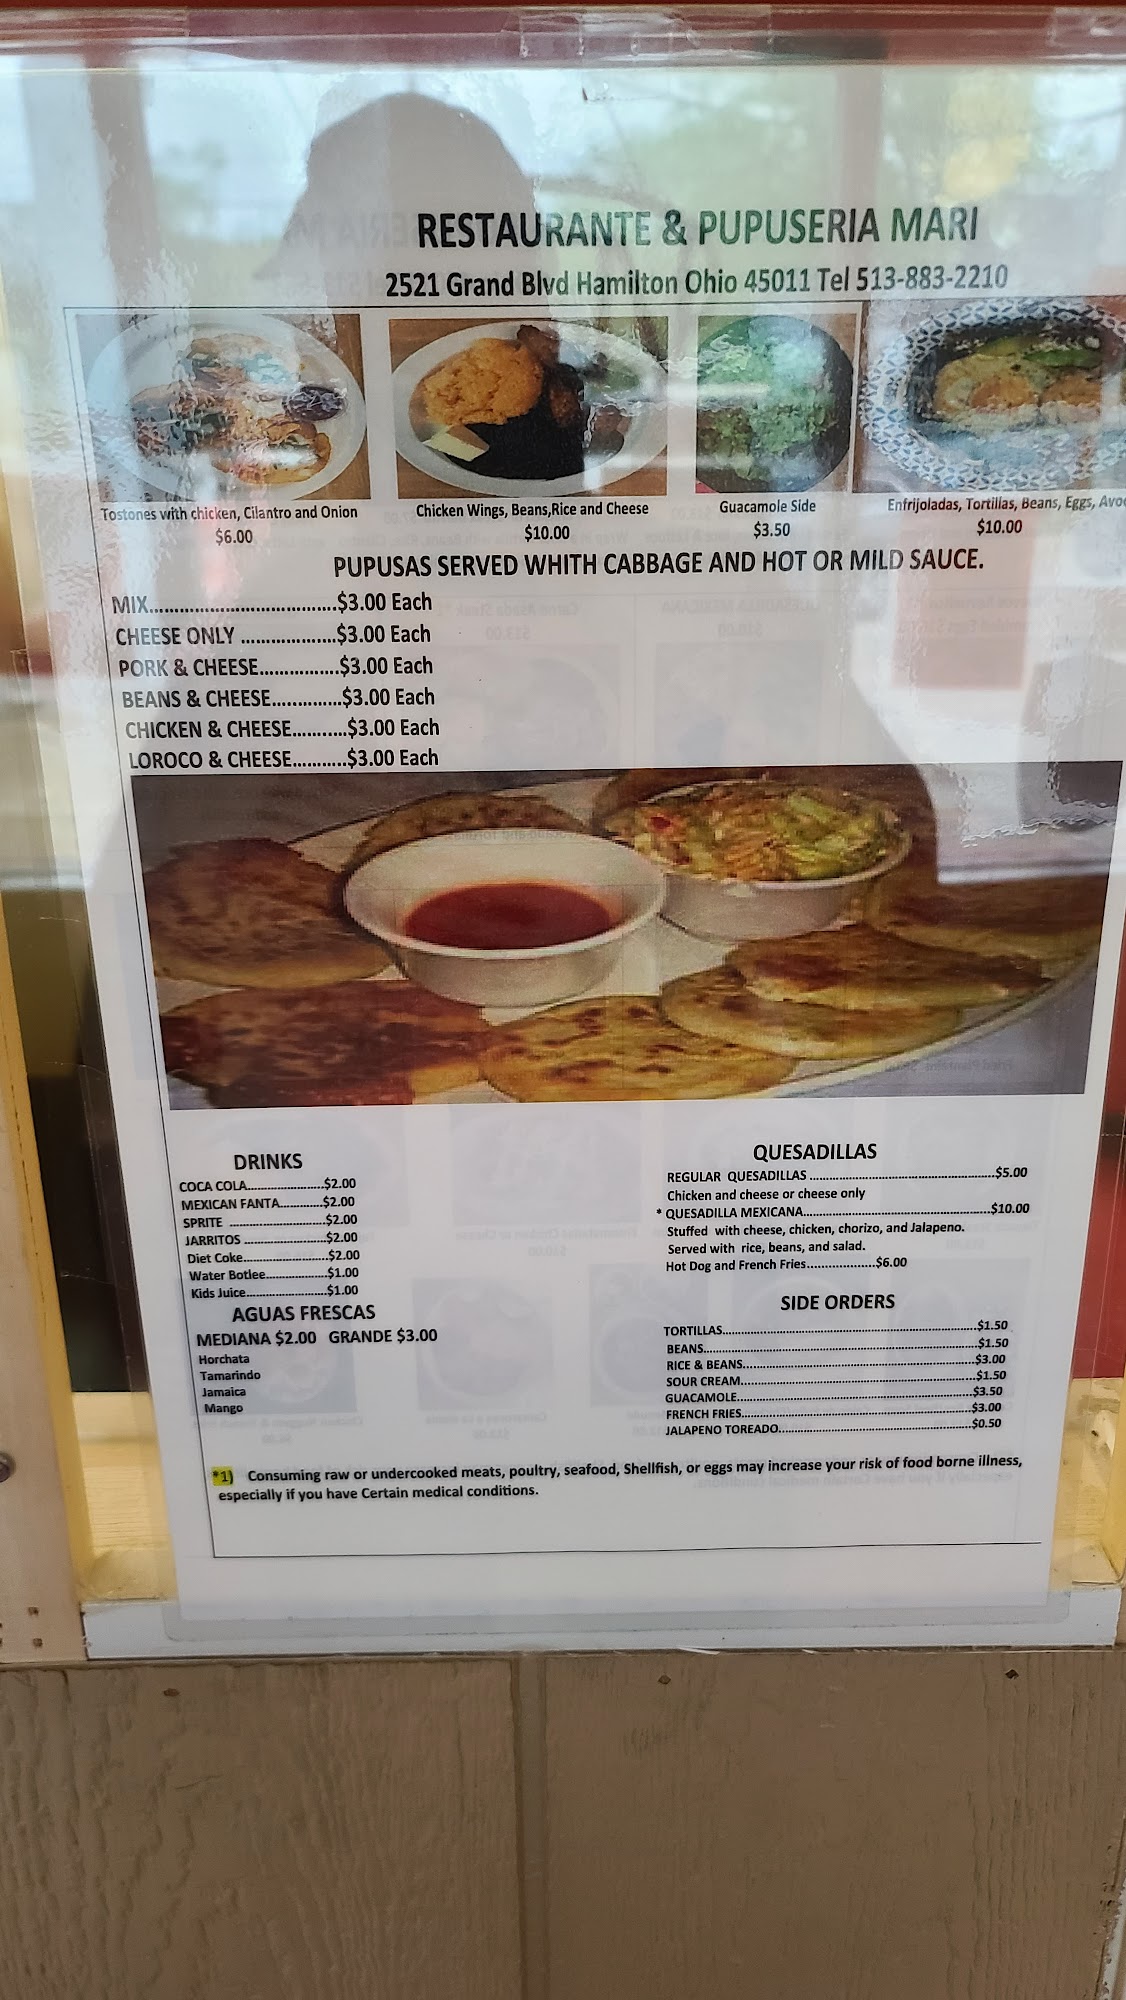 RESTAURANTE & PUPUSERIA MARI
2521 Grand Blvd Hamilton Ohio 45011 Tel 513-883-2210
Tostones with chicken, Cilantro and Onion
$6.00
Chicken Wings, Beans,Rice and Cheese
$10.00
Guacamole Side
$3.50
Enfrijoladas, Tortillas, Beans, Eggs, Avoc
$10.00
PUPUSAS SERVED WHITH CABBAGE AND HOT OR MILD SAUCE.
MIX....................................$3.00 Each
CHEESE ONLY ..................$3.00 Each
PORK & CHEESE...............$3.00 Each
BEANS & CHEESE.............$3.00 Each
CHICKEN & CHEESE..........$3.00 Each
LOROCO & CHEESE..........$3.00 Each
DRINKS
COCA COLA........................$2.00
MEXICAN FANTA.............$2.00
SPRITE ..............................$2.00
JARRITOS ..........................$2.00
Diet Coke..........................$2.00
Water Botlee...................$1.00
Kids Juice.........................$1.00
AGUAS FRESCAS
MEDIANA $2.00 GRANDE $3.00
Horchata
Tamarindo
Jamaica
Mango
QUESADILLAS
REGULAR QUESADILLAS ....................................................$5.00
Chicken and cheese or cheese only
* QUESADILLA MEXICANA....................................................$10.00
Stuffed with cheese, chicken, chorizo, and Jalapeno.
Served with rice, beans, and salad.
Hot Dog and French Fries...................$6.00
SIDE ORDERS
TORTILLAS........................................................................$1.50
BEANS..............................................................................$1.50
RICE & BEANS..................................................................$3.00
SOUR CREAM...................................................................$1.50
GUACAMOLE...................................................................$3.50
FRENCH FRIES..................................................................$3.00
JALAPENO TOREADO.......................................................$0.50
*1) Consuming raw or undercooked meats, poultry, seafood, Shellfish, or eggs may increase your risk of food borne illness,
especially if you have Certain medical conditions.